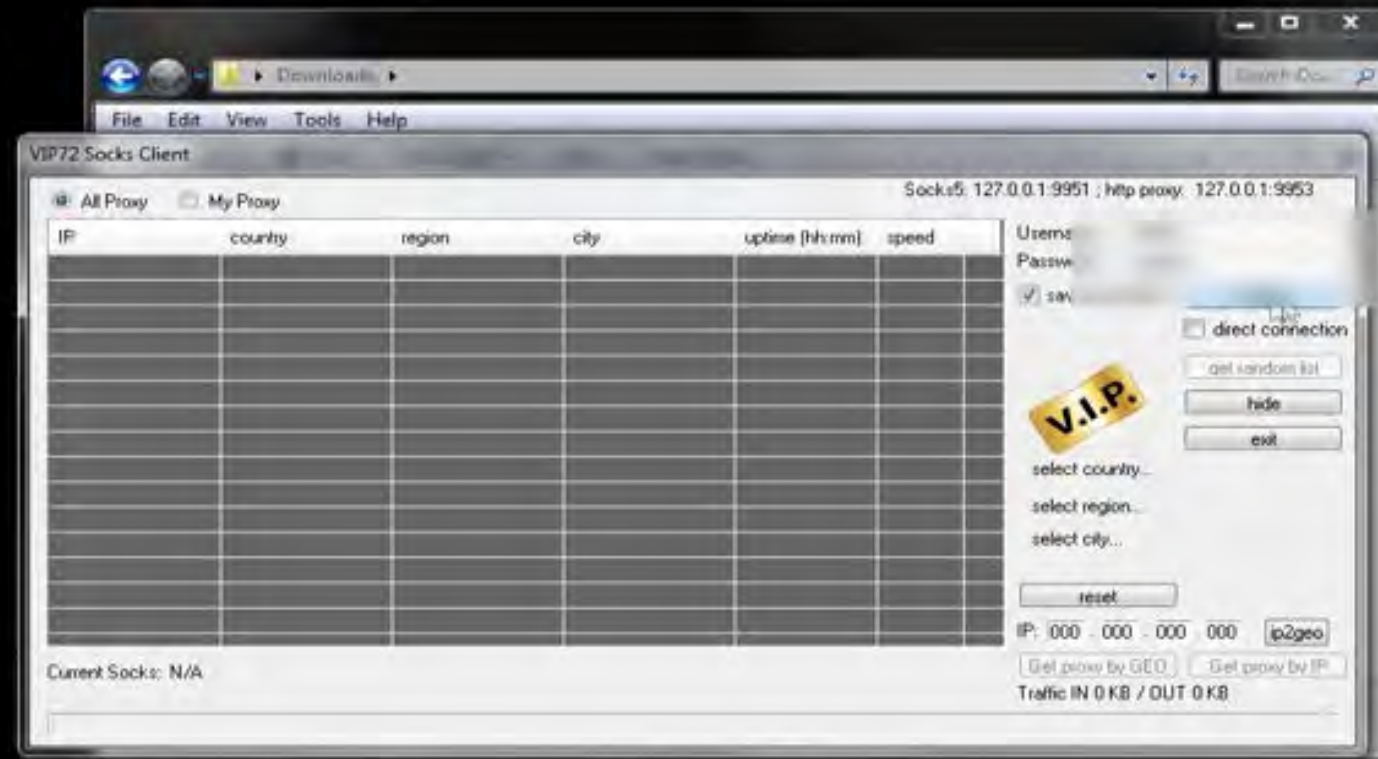 Downloads
File Edit View Tools Help
VIP72 Socks Client
All Proxy My Proxy
Socks5: 127.0.0.1:9951 ; http proxy: 127.0.0.1:9953
IP country region city uptime [hh:mm] speed
direct connection
get random list
V.I.P.
hide
exit
select country...
select region...
select city...
reset
IP: 000 . 000 . 000 . 000 ip2geo
Current Socks: N/A
Get proxy by GEO Get proxy by IP
Traffic IN 0 KB / OUT 0 KB